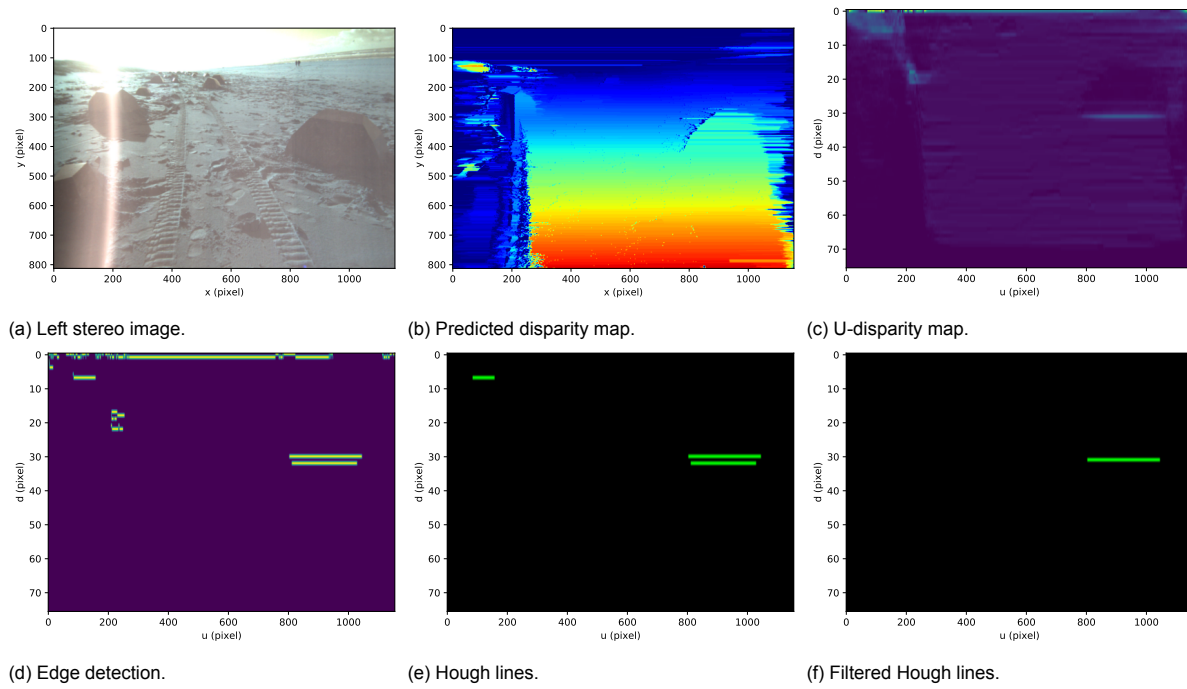 0
100
200
300
400
500
600
700
800
y (pixel)
0 200 400 600 800 1000
x (pixel)
(a) Left stereo image.
0
100
200
300
400
500
600
700
800
y (pixel)
0 200 400 600 800 1000
x (pixel)
(b) Predicted disparity map.
0
10
20
30
40
50
60
70
d (pixel)
0 200 400 600 800 1000
u (pixel)
(c) U-disparity map.
0
10
20
30
40
50
60
70
d (pixel)
0 200 400 600 800 1000
u (pixel)
(d) Edge detection.
0
10
20
30
40
50
60
70
d (pixel)
0 200 400 600 800 1000
u (pixel)
(e) Hough lines.
0
10
20
30
40
50
60
70
d (pixel)
0 200 400 600 800 1000
u (pixel)
(f) Filtered Hough lines.